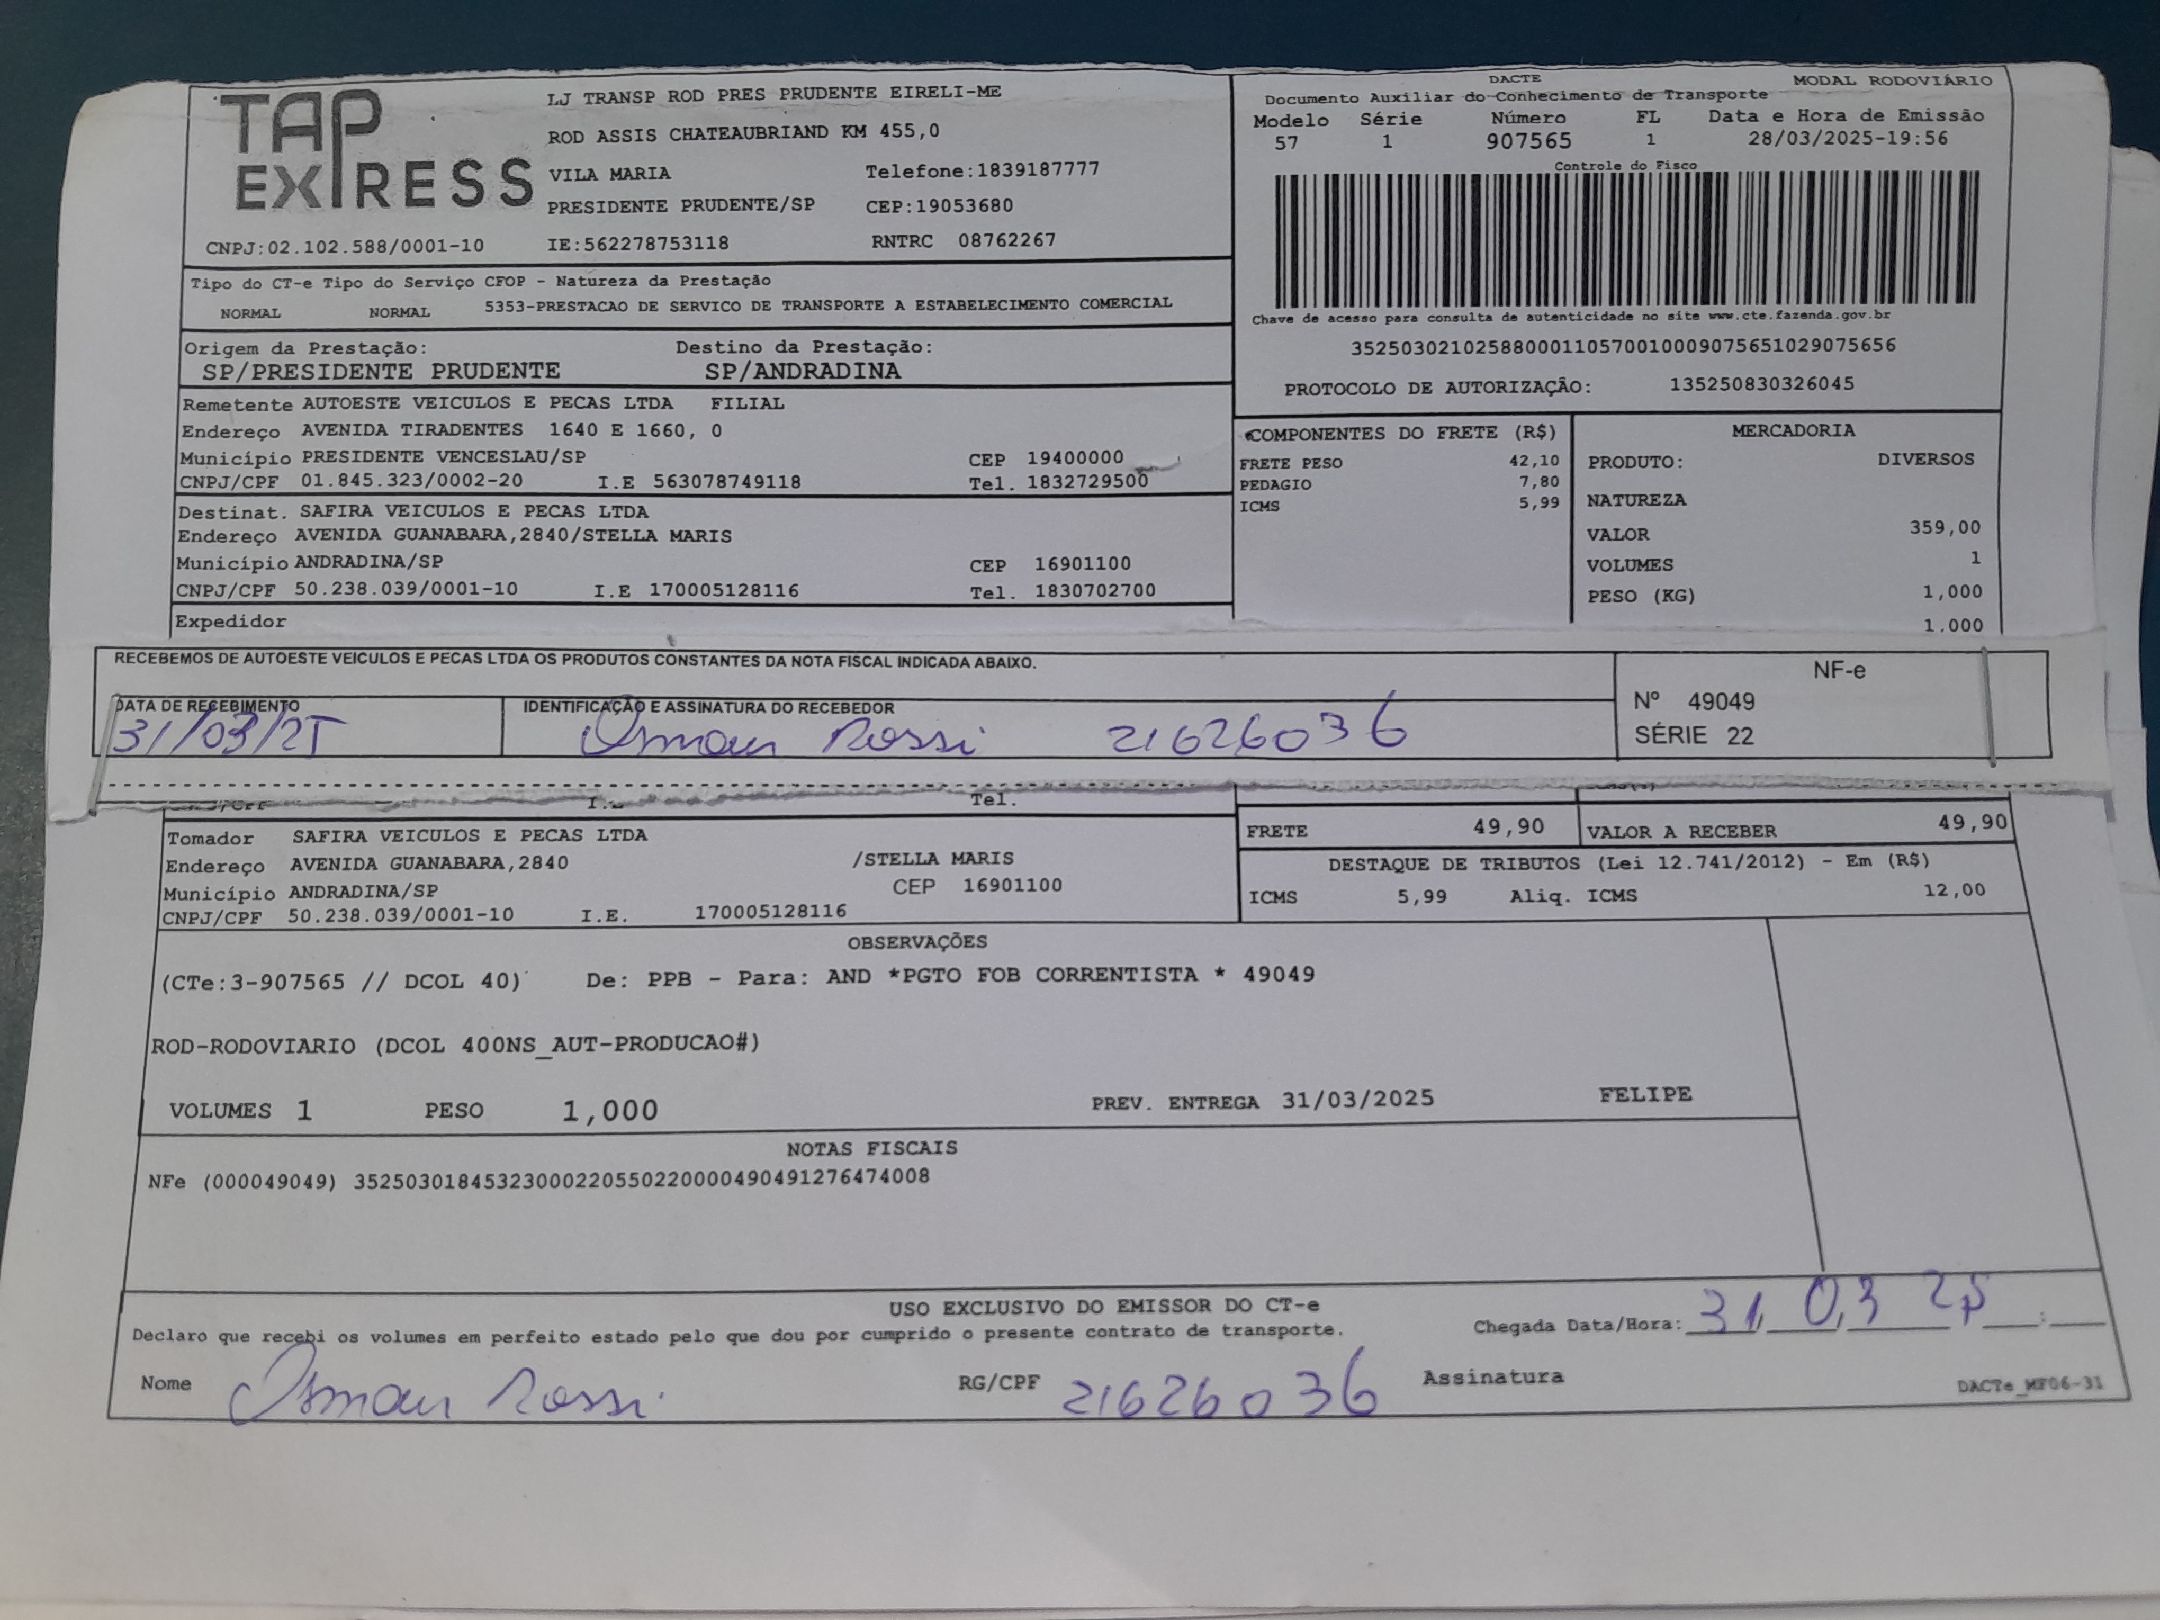 TAP EXPRESS
LJ TRANSP ROD PRES PRUDENTE EIRELI-ME
ROD ASSIS CHATEAUBRIAND KM 455,0
VILA MARIA Telefone:1839187777
PRESIDENTE PRUDENTE/SP CEP:19053680
CNPJ:02.102.588/0001-10 IE:562278753118 RNTRC 08762267
DACTE MODAL RODOVIÁRIO
Documento Auxiliar do Conhecimento de Transporte
Modelo Série Número FL Data e Hora de Emissão
57 1 907565 1 28/03/2025-19:56
Controle do Fisco
Chave de acesso para consulta de autenticidade no site www.cte.fazenda.gov.br
35250302102588000110570010009075651029075656
PROTOCOLO DE AUTORIZAÇÃO: 135250830326045
Tipo do CT-e Tipo do Serviço CFOP - Natureza da Prestação
NORMAL NORMAL 5353-PRESTACAO DE SERVICO DE TRANSPORTE A ESTABELECIMENTO COMERCIAL
Origem da Prestação: Destino da Prestação:
SP/PRESIDENTE PRUDENTE SP/ANDRADINA
Remetente AUTOESTE VEICULOS E PECAS LTDA FILIAL
Endereço AVENIDA TIRADENTES 1640 E 1660, 0
Município PRESIDENTE VENCESLAU/SP CEP 19400000
CNPJ/CPF 01.845.323/0002-20 I.E 563078749118 Tel. 1832729500
Destinat. SAFIRA VEICULOS E PECAS LTDA
Endereço AVENIDA GUANABARA,2840/STELLA MARIS
Município ANDRADINA/SP CEP 16901100
CNPJ/CPF 50.238.039/0001-10 I.E 170005128116 Tel. 1830702700
Expedidor
COMPONENTES DO FRETE (R$)
FRETE PESO 42,10
PEDAGIO 7,80
ICMS 5,99
MERCADORIA
PRODUTO: DIVERSOS
NATUREZA
VALOR 359,00
VOLUMES 1
PESO (KG) 1,000
1,000
RECEBEMOS DE AUTOESTE VEICULOS E PECAS LTDA OS PRODUTOS CONSTANTES DA NOTA FISCAL INDICADA ABAIXO.
DATA DE RECEBIMENTO IDENTIFICAÇÃO E ASSINATURA DO RECEBEDOR
31/03/25 Osmar Rossi 21626036
NF-e
Nº 49049
SÉRIE 22
Tel.
Tomador SAFIRA VEICULOS E PECAS LTDA
Endereço AVENIDA GUANABARA,2840 /STELLA MARIS
Município ANDRADINA/SP CEP 16901100
CNPJ/CPF 50.238.039/0001-10 I.E. 170005128116
FRETE 49,90 VALOR A RECEBER 49,90
DESTAQUE DE TRIBUTOS (Lei 12.741/2012) - Em (R$)
ICMS 5,99 Aliq. ICMS 12,00
OBSERVAÇÕES
(CTe:3-907565 // DCOL 40) De: PPB - Para: AND *PGTO FOB CORRENTISTA * 49049
ROD-RODOVIARIO (DCOL 400NS_AUT-PRODUCAO#)
VOLUMES 1 PESO 1,000 PREV. ENTREGA 31/03/2025 FELIPE
NOTAS FISCAIS
NFe (000049049) 35250301845323000220550220000490491276474008
USO EXCLUSIVO DO EMISSOR DO CT-e
Declaro que recebi os volumes em perfeito estado pelo que dou por cumprido o presente contrato de transporte. Chegada Data/Hora: 31 03 25
Nome Osmar Rossi RG/CPF 21626036 Assinatura
DACTe_MF06-31